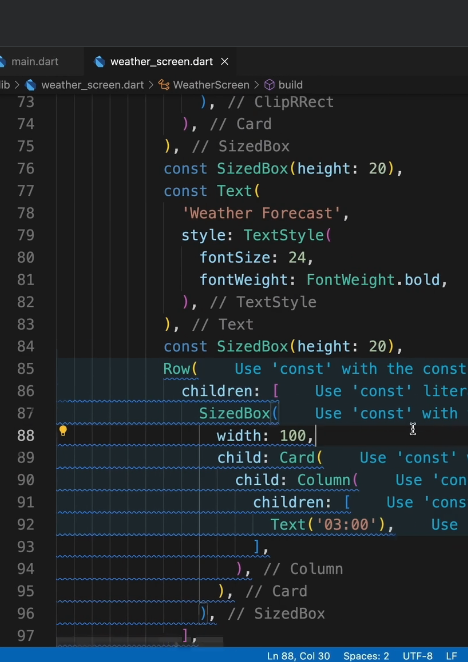 main.dart
weather_screen.dart ×
lib > weather_screen.dart > WeatherScreen > build
73 ), // ClipRRect
74 ), // Card
75 ), // SizedBox
76 const SizedBox(height: 20),
77 const Text(
78 'Weather Forecast',
79 style: TextStyle(
80 fontSize: 24,
81 fontWeight: FontWeight.bold,
82 ), // TextStyle
83 ), // Text
84 const SizedBox(height: 20),
85 Row( Use 'const' with the const
86 children: [ Use 'const' liter
87 SizedBox( Use 'const' with
88 width: 100,
89 child: Card( Use 'const'
90 child: Column( Use 'con
91 children: [ Use 'cons
92 Text('03:00'), Use
93 ],
94 ), // Column
95 ), // Card
96 ), // SizedBox
97 ],
Ln 88, Col 30 Spaces: 2 UTF-8 LF